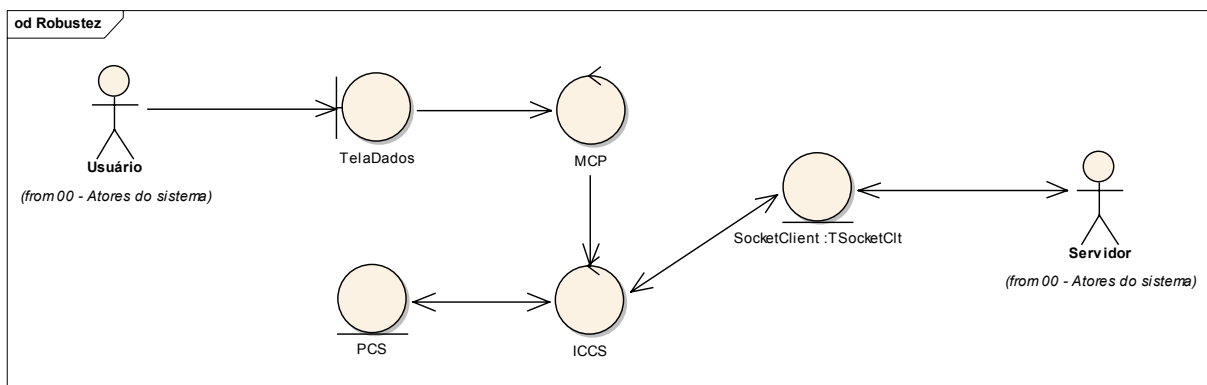 od Robustez
Usuário
(from 00 - Atores do sistema)
TelaDados
MCP
SocketClient :TSocketClt
Servidor
(from 00 - Atores do sistema)
PCS
ICCS